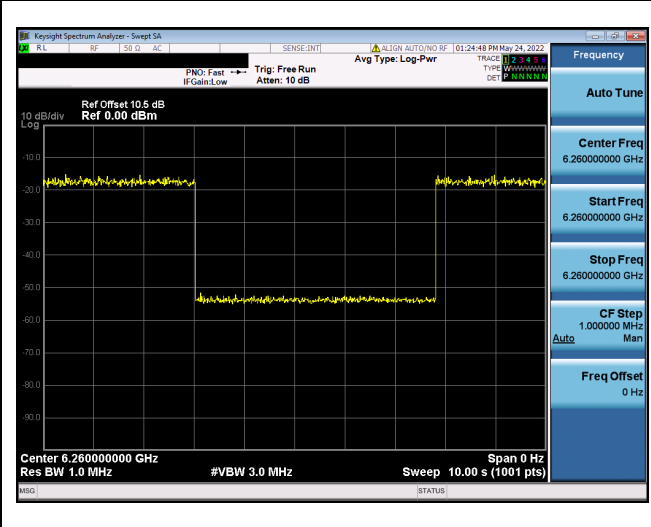 Keysight Spectrum Analyzer - Swept SA
LXI RL RF 50 Ω AC SENSE:INT ALIGN AUTO/NO RF 01:24:48 PM May 24, 2022
Avg Type: Log-Pwr TRACE 1 2 3 4 5 6
PNO: Fast Trig: Free Run TYPE WWWWWW
IFGain:Low Atten: 10 dB DET P N N N N N
Ref Offset 10.5 dB
10 dB/div Ref 0.00 dBm
Log
-10.0
-20.0
-30.0
-40.0
-50.0
-60.0
-70.0
-80.0
-90.0
Center 6.260000000 GHz Span 0 Hz
Res BW 1.0 MHz #VBW 3.0 MHz Sweep 10.00 s (1001 pts)
MSG STATUS
Frequency
Auto Tune
Center Freq
6.260000000 GHz
Start Freq
6.260000000 GHz
Stop Freq
6.260000000 GHz
CF Step
1.000000 MHz
Auto Man
Freq Offset
0 Hz